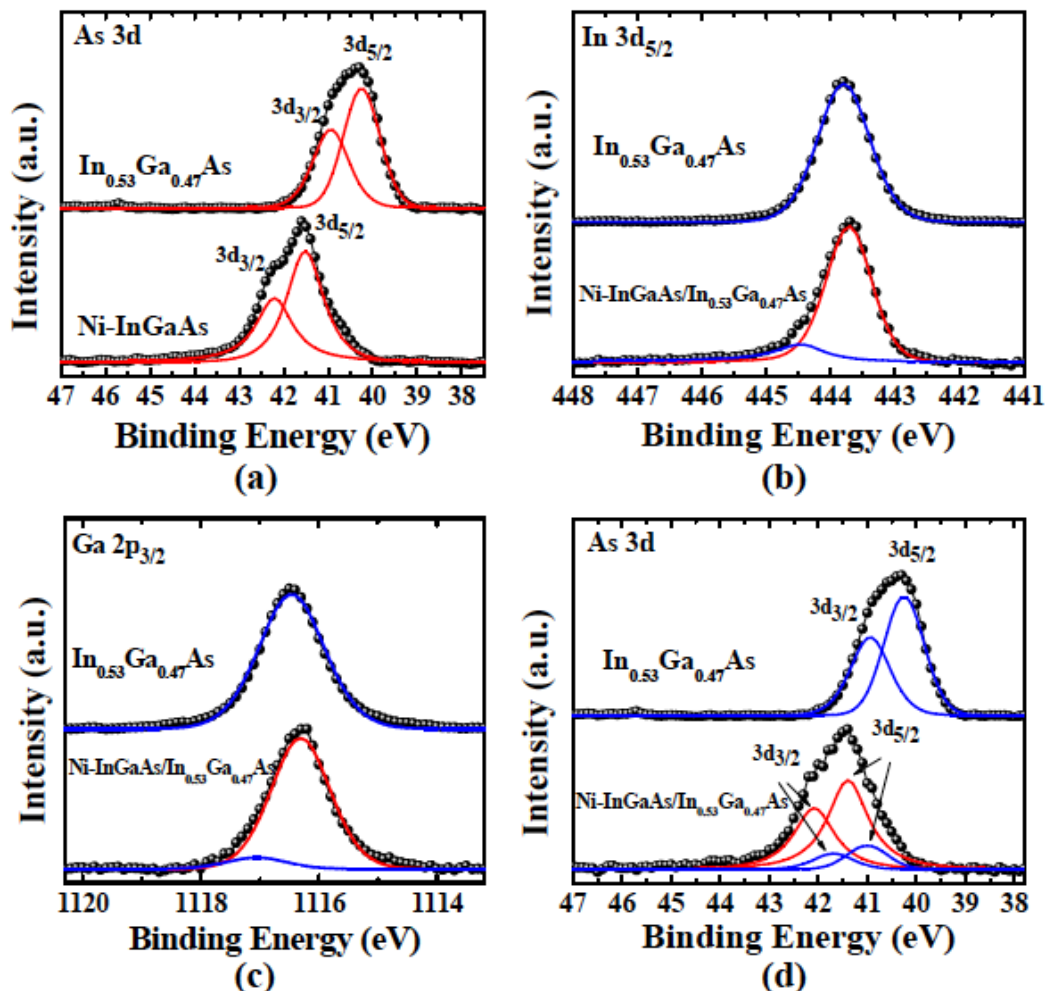 As 3d
3d5/2
3d3/2
In0.53Ga0.47As
3d5/2
3d3/2
Ni-InGaAs
Intensity (a.u.)
47 46 45 44 43 42 41 40 39 38
Binding Energy (eV)
(a)
In 3d5/2
In0.53Ga0.47As
Ni-InGaAs/In0.53Ga0.47As
Intensity (a.u.)
448 447 446 445 444 443 442 441
Binding Energy (eV)
(b)
Ga 2p3/2
In0.53Ga0.47As
Ni-InGaAs/In0.53Ga0.47As
Intensity (a.u.)
1120 1118 1116 1114
Binding Energy (eV)
(c)
As 3d
3d5/2
3d3/2
In0.53Ga0.47As
3d5/2
3d3/2
Ni-InGaAs/In0.53Ga0.47As
Intensity (a.u.)
47 46 45 44 43 42 41 40 39 38
Binding Energy (eV)
(d)